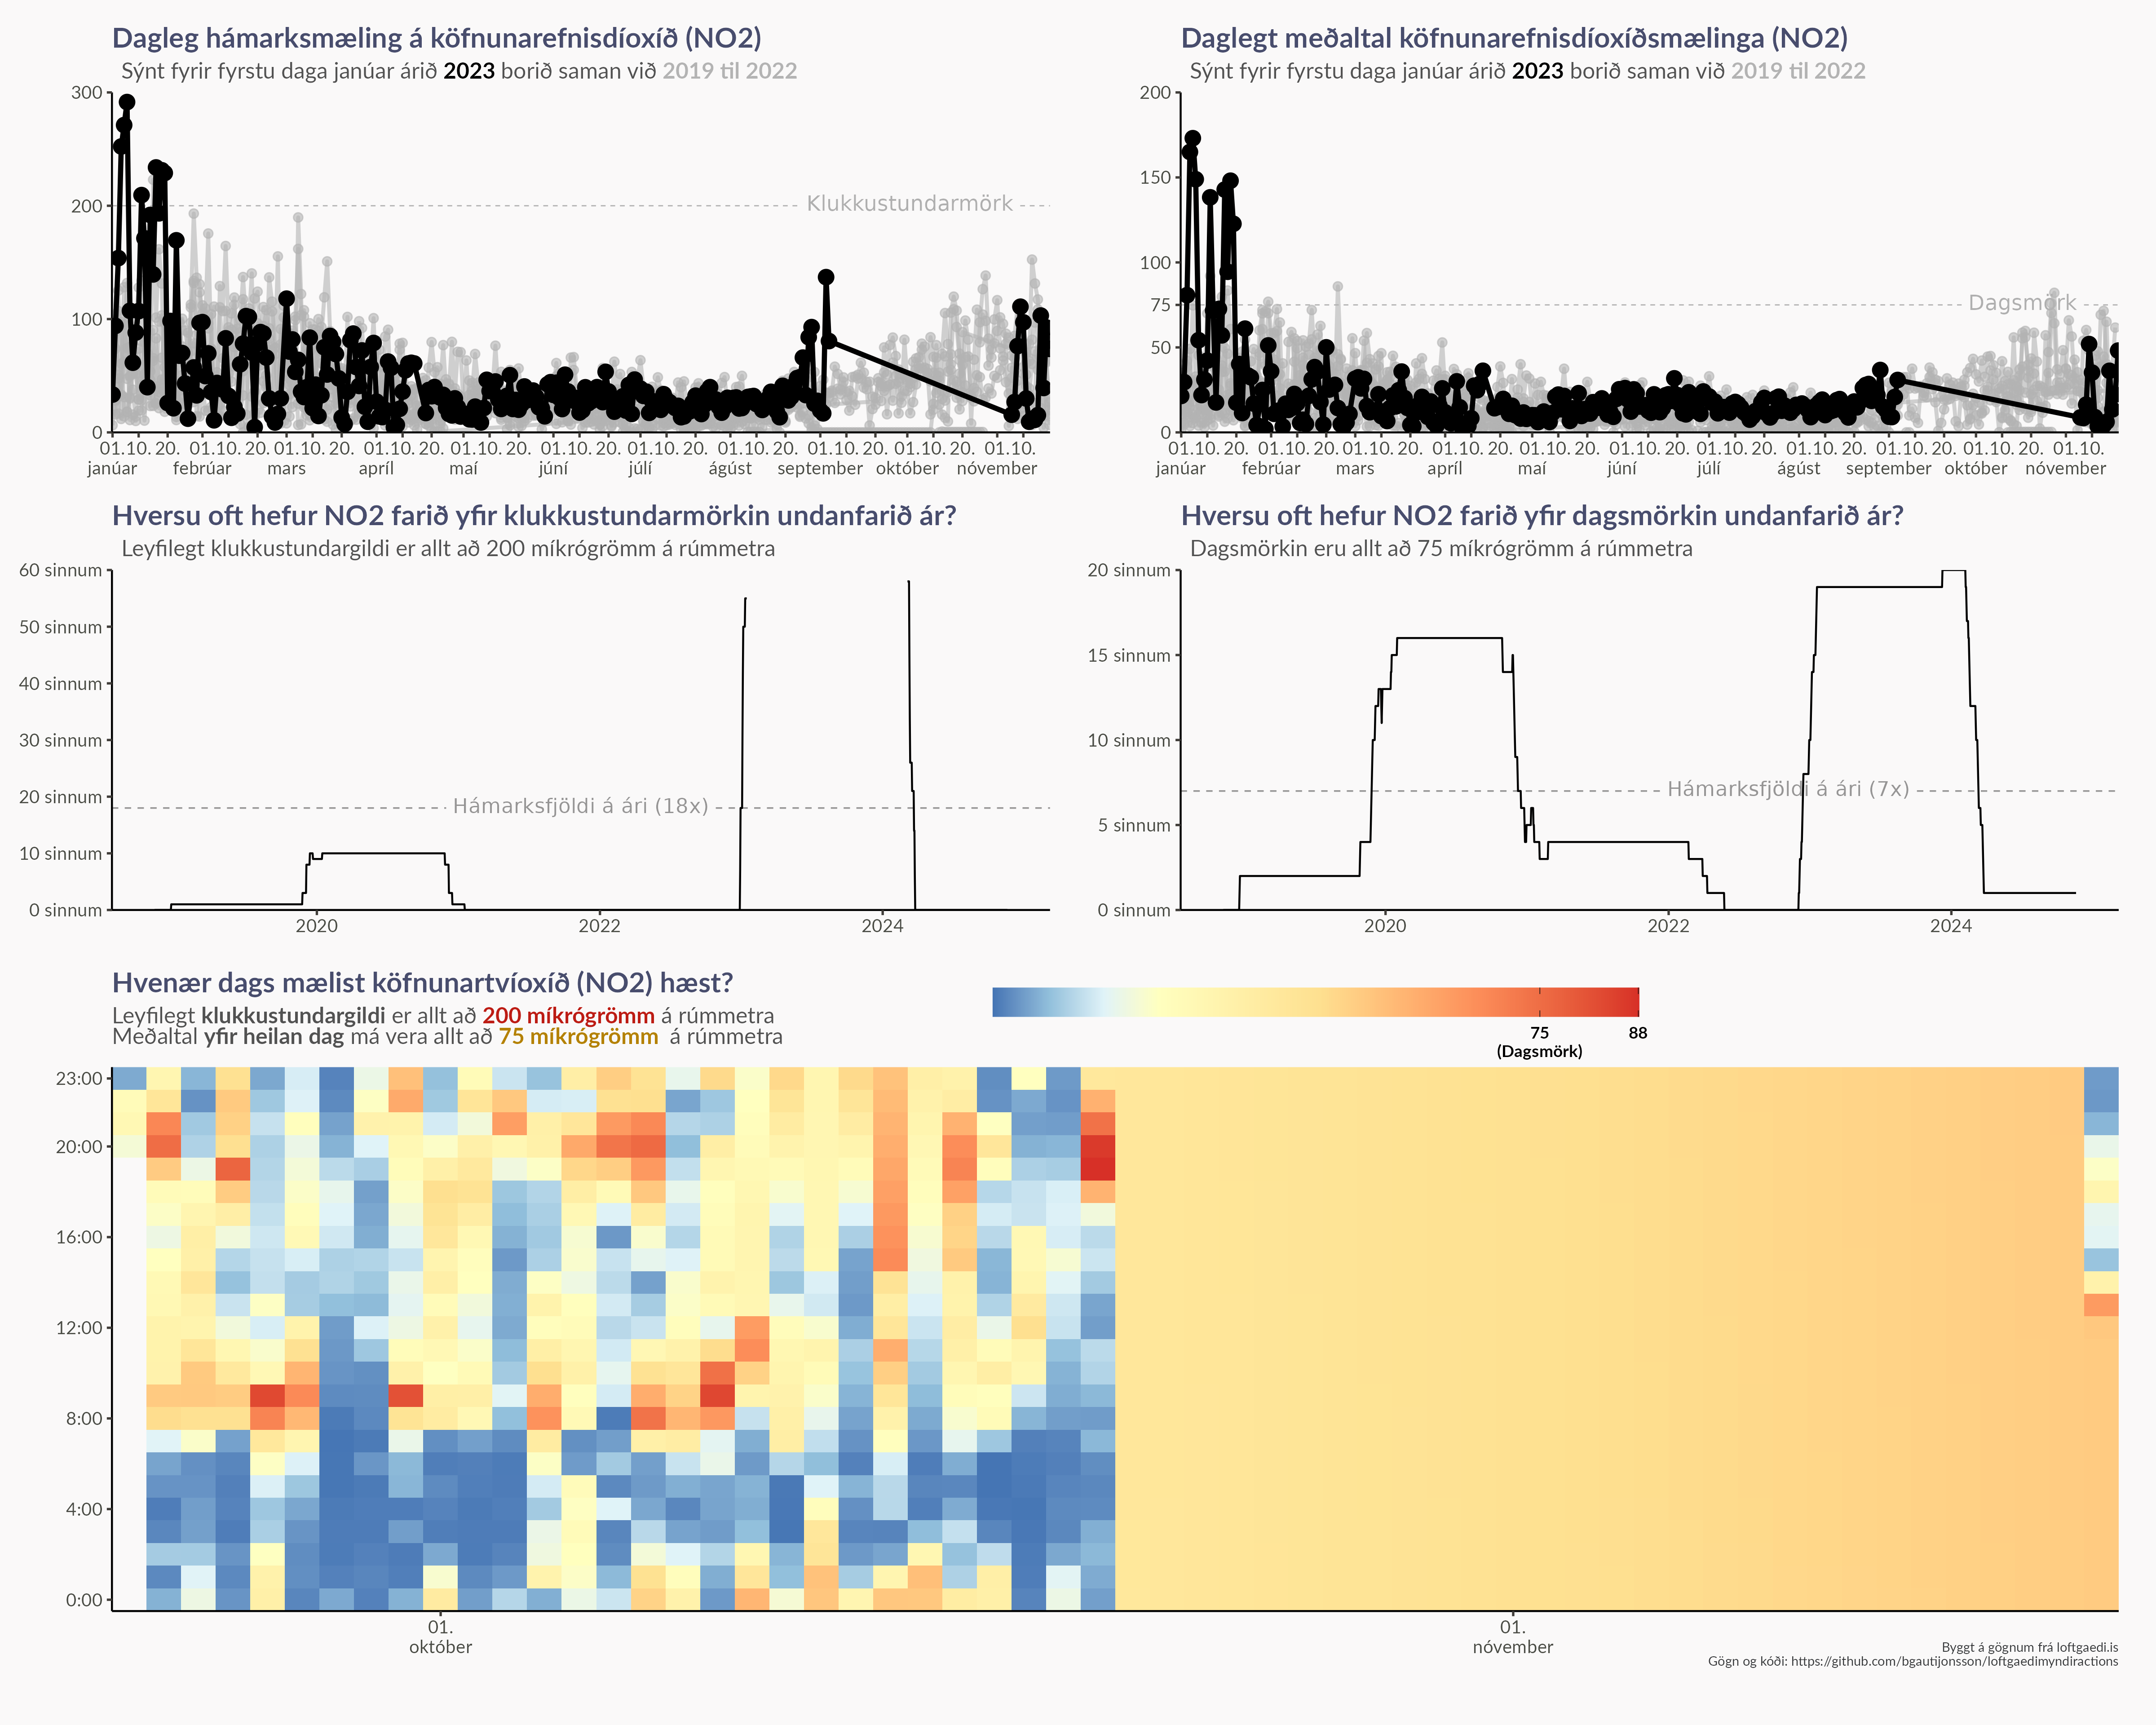 Dagleg hámarksmæling á köfnunarefnisdíoxíð (NO2)
Sýnt fyrir fyrstu daga janúar árið 2023 borið saman við 2019 til 2022
300
200
100
0
Klukkustundarmörk
01. 10. 20. 01. 10. 20. 01. 10. 20. 01. 10. 20. 01. 10. 20. 01. 10. 20. 01. 10. 20. 01. 10. 20. 01. 10. 20. 01. 10. 20. 01. 10.
janúar febrúar mars apríl maí júní júlí ágúst september október nóvember
Daglegt meðaltal köfnunarefnisdíoxíðsmælinga (NO2)
Sýnt fyrir fyrstu daga janúar árið 2023 borið saman við 2019 til 2022
200
150
100
75
50
0
Dagsmörk
01. 10. 20. 01. 10. 20. 01. 10. 20. 01. 10. 20. 01. 10. 20. 01. 10. 20. 01. 10. 20. 01. 10. 20. 01. 10. 20. 01. 10. 20. 01. 10.
janúar febrúar mars apríl maí júní júlí ágúst september október nóvember
Hversu oft hefur NO2 farið yfir klukkustundarmörkin undanfarið ár?
Leyfilegt klukkustundargildi er allt að 200 míkrógrömm á rúmmetra
60 sinnum
50 sinnum
40 sinnum
30 sinnum
20 sinnum
10 sinnum
0 sinnum
Hámarksfjöldi á ári (18x)
2020 2022 2024
Hversu oft hefur NO2 farið yfir dagsmörkin undanfarið ár?
Dagsmörkin eru allt að 75 míkrógrömm á rúmmetra
20 sinnum
15 sinnum
10 sinnum
5 sinnum
0 sinnum
Hámarksfjöldi á ári (7x)
2020 2022 2024
Hvenær dags mælist köfnunartvíoxíð (NO2) hæst?
Leyfilegt klukkustundargildi er allt að 200 míkrógrömm á rúmmetra
Meðaltal yfir heilan dag má vera allt að 75 míkrógrömm á rúmmetra
75 88
(Dagsmörk)
23:00
20:00
16:00
12:00
8:00
4:00
0:00
01. 01.
október nóvember
Byggt á gögnum frá loftgaedi.is
Gögn og kóði: https://github.com/bgautijonsson/loftgaedimyndiractions